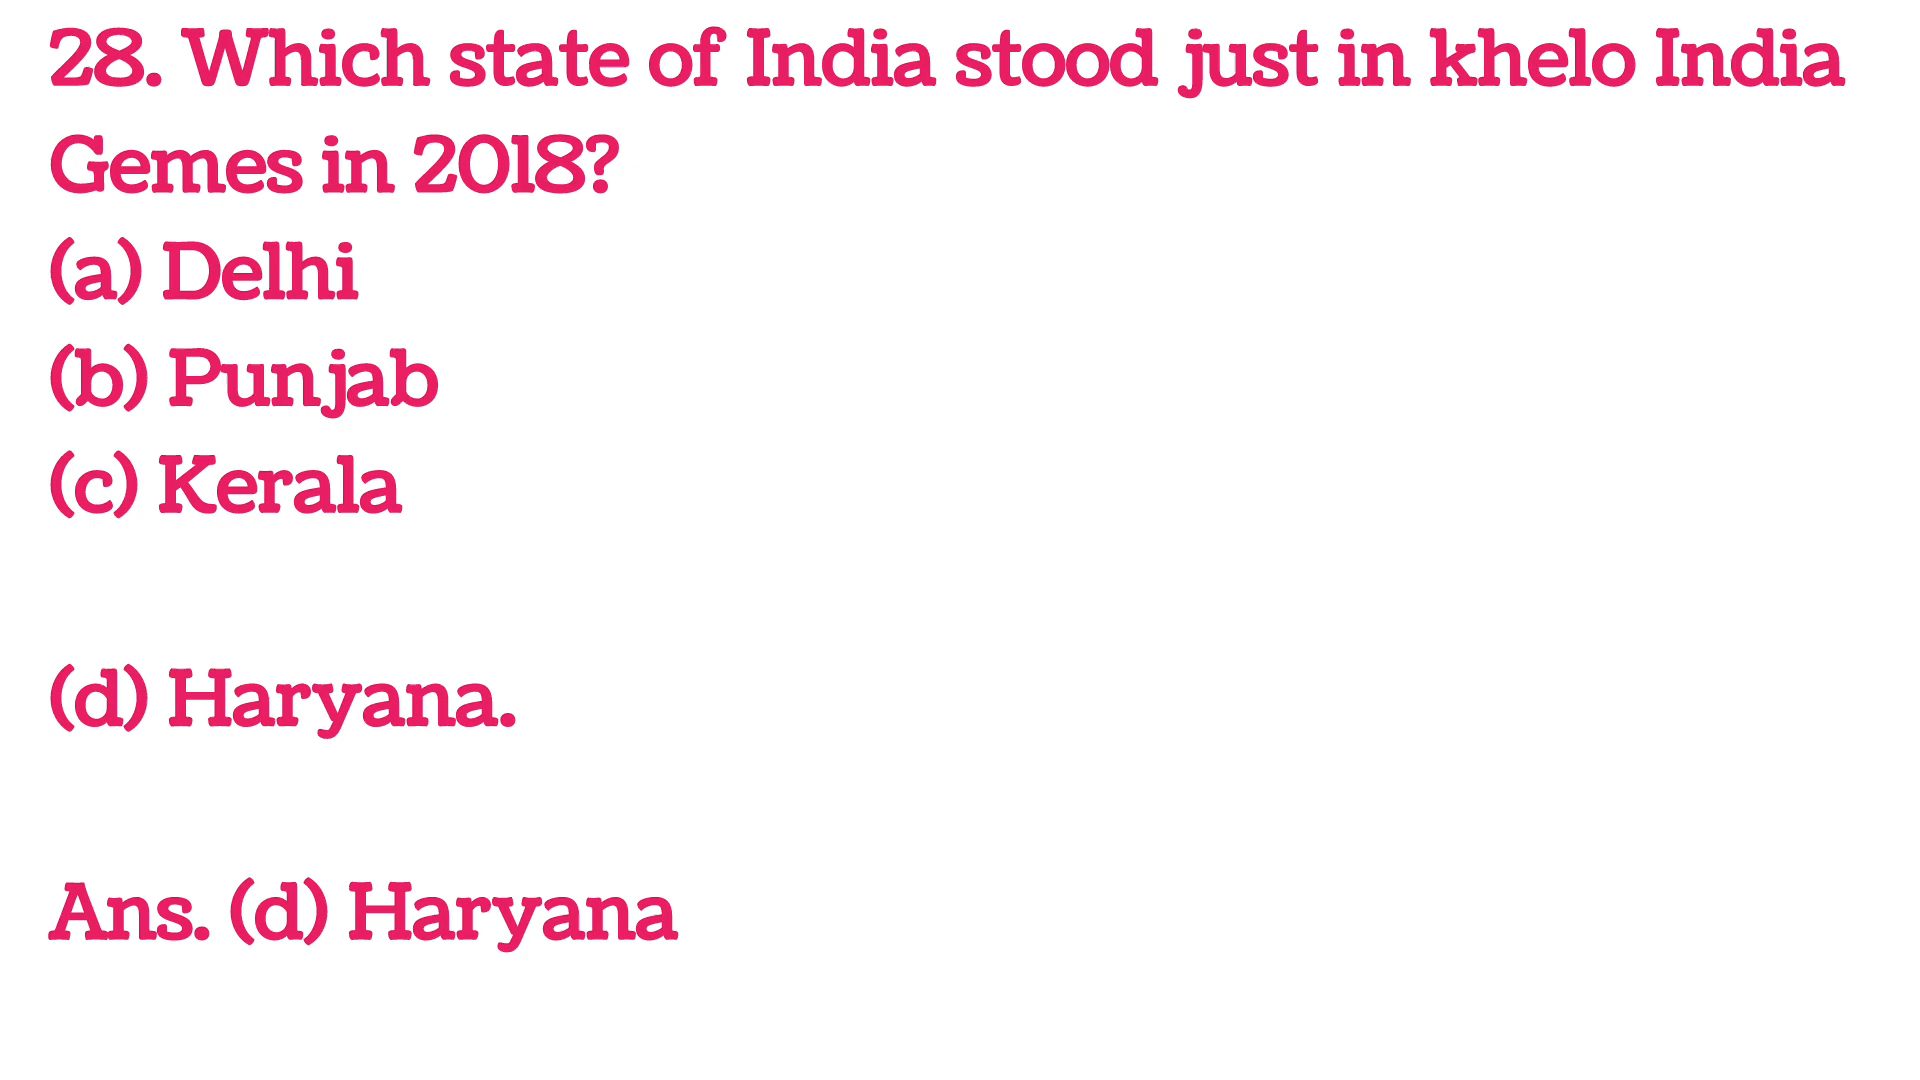 28. Which state of India stood just in khelo India
Gemes in 2018?
(a) Delhi
(b) Punjab
(c) Kerala
(d) Haryana.
Ans. (d) Haryana